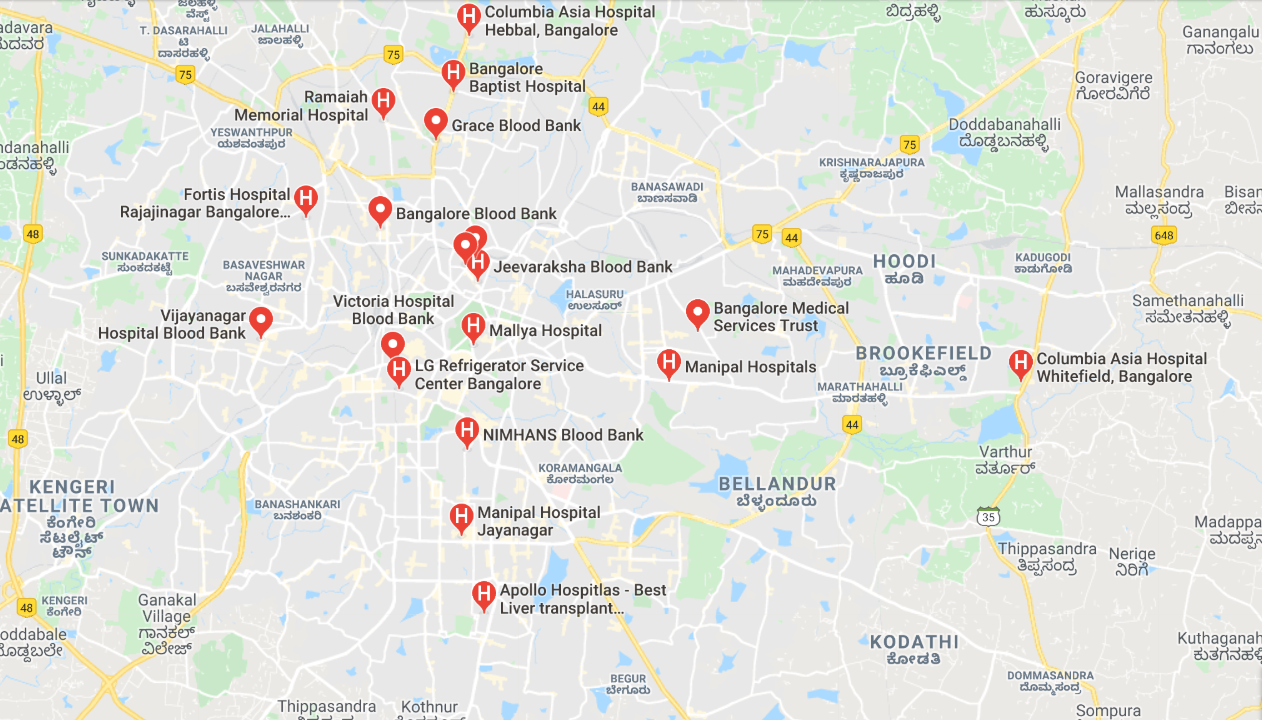 ವೆಸ್ಟ್
Columbia Asia Hospital
Hebbal, Bangalore
ಬಿದ್ರಹಳ್ಳಿ
ಹುಸ್ಕೂರು
T. DASARAHALLI
ಟಿ
ದಾಸರಹಳ್ಳಿ
JALAHALLI
ಜಾಲಹಳ್ಳಿ
Ganangalu
ಗಾನಂಗಲು
75
75
Bangalore
Baptist Hospital
Goravigere
ಗೋರವಿಗೆರೆ
Ramaiah
Memorial Hospital
44
Grace Blood Bank
YESWANTHPUR
ಯಶವಂತಪುರ
Doddabanahalli
ದೊಡ್ಡಬನಹಳ್ಳಿ
75
KRISHNARAJAPURA
ಕೃಷ್ಣರಾಜಪುರ
Fortis Hospital
Rajajinagar Bangalore...
BANASAWADI
ಬಾಣಸವಾಡಿ
Mallasandra
ಮಲ್ಲಸಂದ್ರ
Bangalore Blood Bank
48
75
44
648
SUNKADAKATTE
ಸುಂಕದಕಟ್ಟೆ
BASAVESHWAR
NAGAR
ಬಸವೇಶ್ವರನಗರ
Jeevaraksha Blood Bank
MAHADEVAPURA
ಮಹದೇವಪುರ
HOODI
ಹೂಡಿ
KADUGODI
ಕಾಡುಗೋಡಿ
HALASURU
ಉಲಸೂರ್
Victoria Hospital
Blood Bank
Samethanahalli
ಸಮೇತನಹಳ್ಳಿ
Vijayanagar
Hospital Blood Bank
Mallya Hospital
Bangalore Medical
Services Trust
LG Refrigerator Service
Center Bangalore
Manipal Hospitals
BROOKEFIELD
ಬ್ರೂಕೆಫಿಎಲ್ಡ್
Columbia Asia Hospital
Whitefield, Bangalore
Ullal
ಉಳ್ಳಾಲ್
MARATHAHALLI
ಮಾರತಹಳ್ಳಿ
48
44
NIMHANS Blood Bank
Varthur
ವರ್ತೂರ್
KORAMANGALA
ಕೋರಮಂಗಲ
KENGERI
ATELLITE TOWN
ಕೆಂಗೇರಿ
ಸೆಟಲೈಟ್
ಟೌನ್
BELLANDUR
ಬೆಳ್ಳಂದೂರು
BANASHANKARI
ಬನಶಂಕರಿ
Manipal Hospital
Jayanagar
35
Madappa
ಮದಪ್ಪನ
Thippasandra
ತಿಪ್ಪಸಂದ್ರ
Nerige
ನಿರಿಗೆ
Apollo Hospitlas - Best
Liver transplant...
48
KENGERI
ಕೆಂಗೇರಿ
Ganakal
Village
ಗಾನಕಲ್
ವಿಲೇಜ್
oddabale
KODATHI
ಕೋಡತಿ
Kuthaganah
ಕುತಗನಹಳ್ಳಿ
BEGUR
ಬೇಗೂರು
DOMMASANDRA
ದೊಮ್ಮಸಂದ್ರ
Thippasandra
Kothnur
Sompura